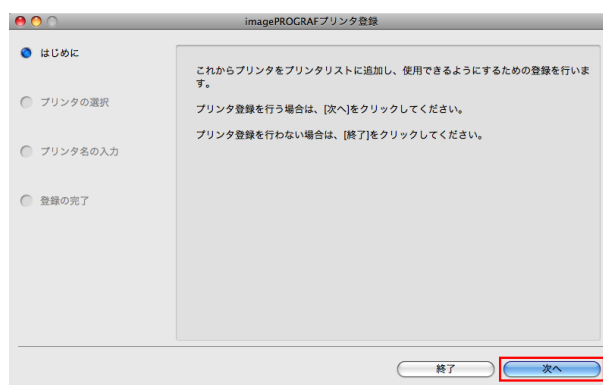 imagePROGRAFプリンタ登録
はじめに
プリンタの選択
プリンタ名の入力
登録の完了
これからプリンタをプリンタリストに追加し、使用できるようにするための登録を行いま
す。
プリンタ登録を行う場合は、[次へ]をクリックしてください。
プリンタ登録を行わない場合は、[終了]をクリックしてください。
終了
次へ